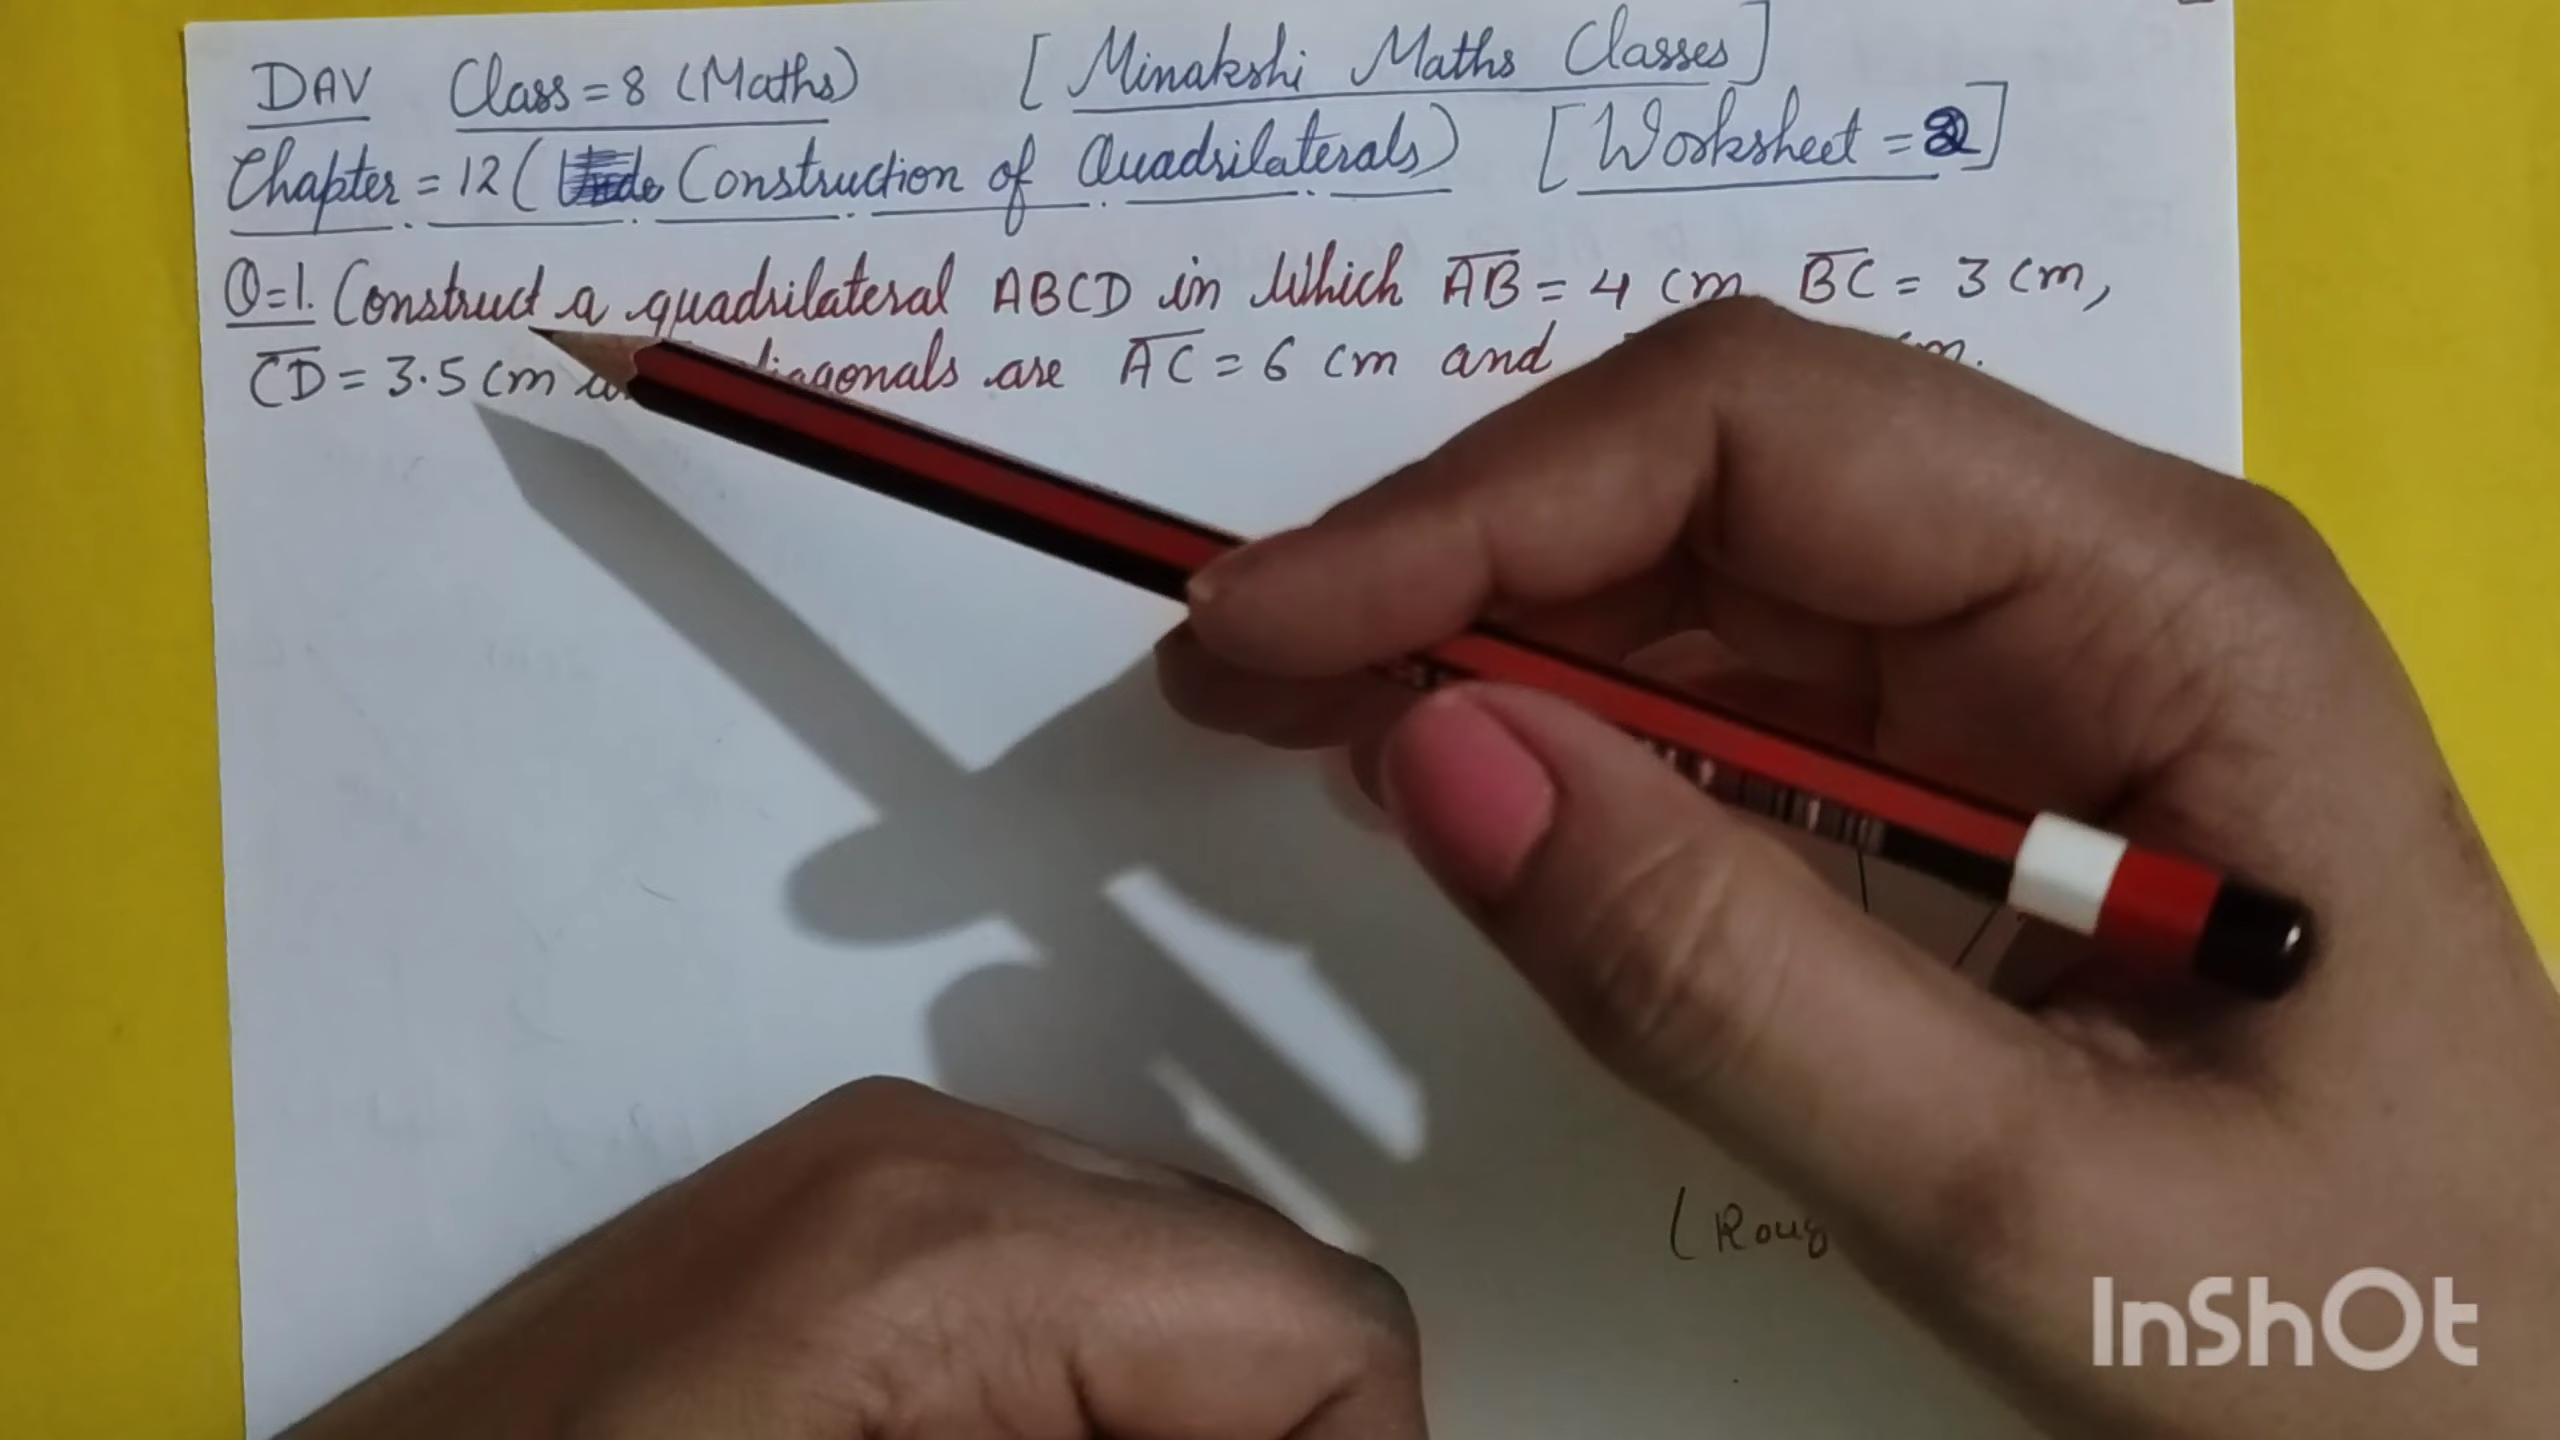 DAV Class = 8 (Maths) [Minakshi Maths Classes]
Chapter = 12 (Construction of Quadrilaterals) [Worksheet = 2]
Q=1. Construct a quadrilateral ABCD in which AB = 4 cm BC = 3 cm,
CD = 3.5 cm diagonals are AC = 6 cm and cm.
InShOt